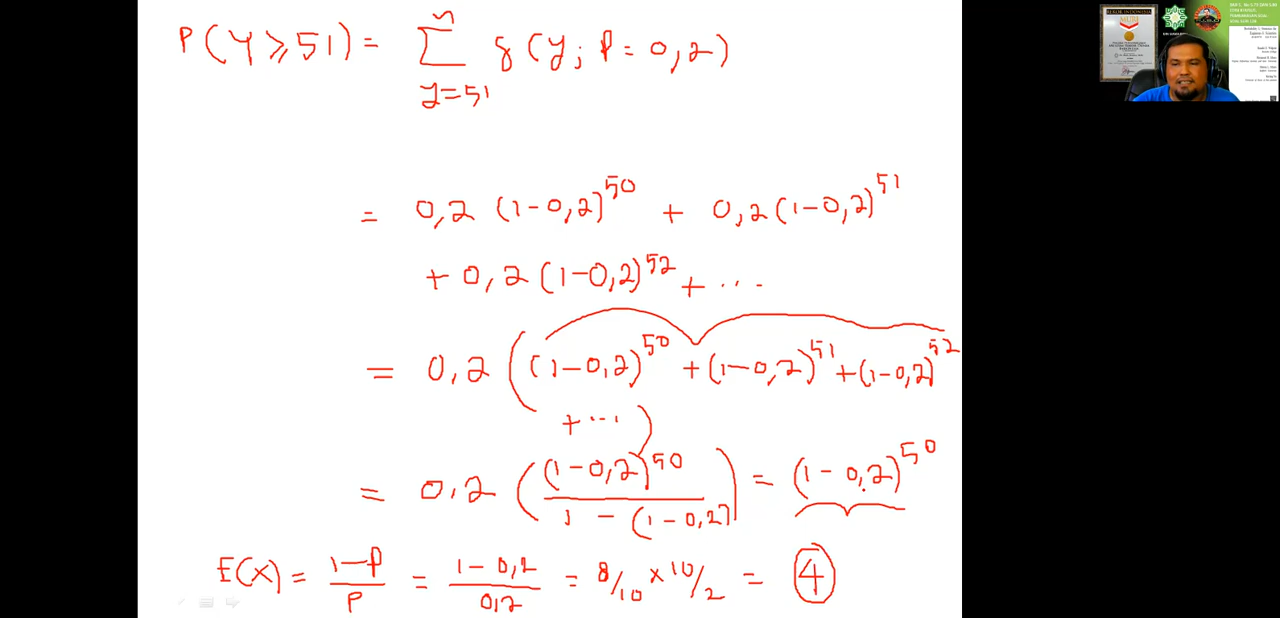 P(Y ≥ 51) = n Σ y=51 g(y; P = 0,2)
= 0,2 (1-0,2)^50 + 0,2 (1-0,2)^51
+ 0,2 (1-0,2)^52 + ...
= 0,2 ( (1-0,2)^50 + (1-0,2)^51 + (1-0,2)^52
+ ... )
= 0,2 ( (1-0,2)^50 / 1 - (1-0,2) ) = (1-0,2)^50
E(X) = 1-P / P = 1-0,2 / 0,2 = 8/10 × 10/2 = 4
REKOR INDONESIA
MURI